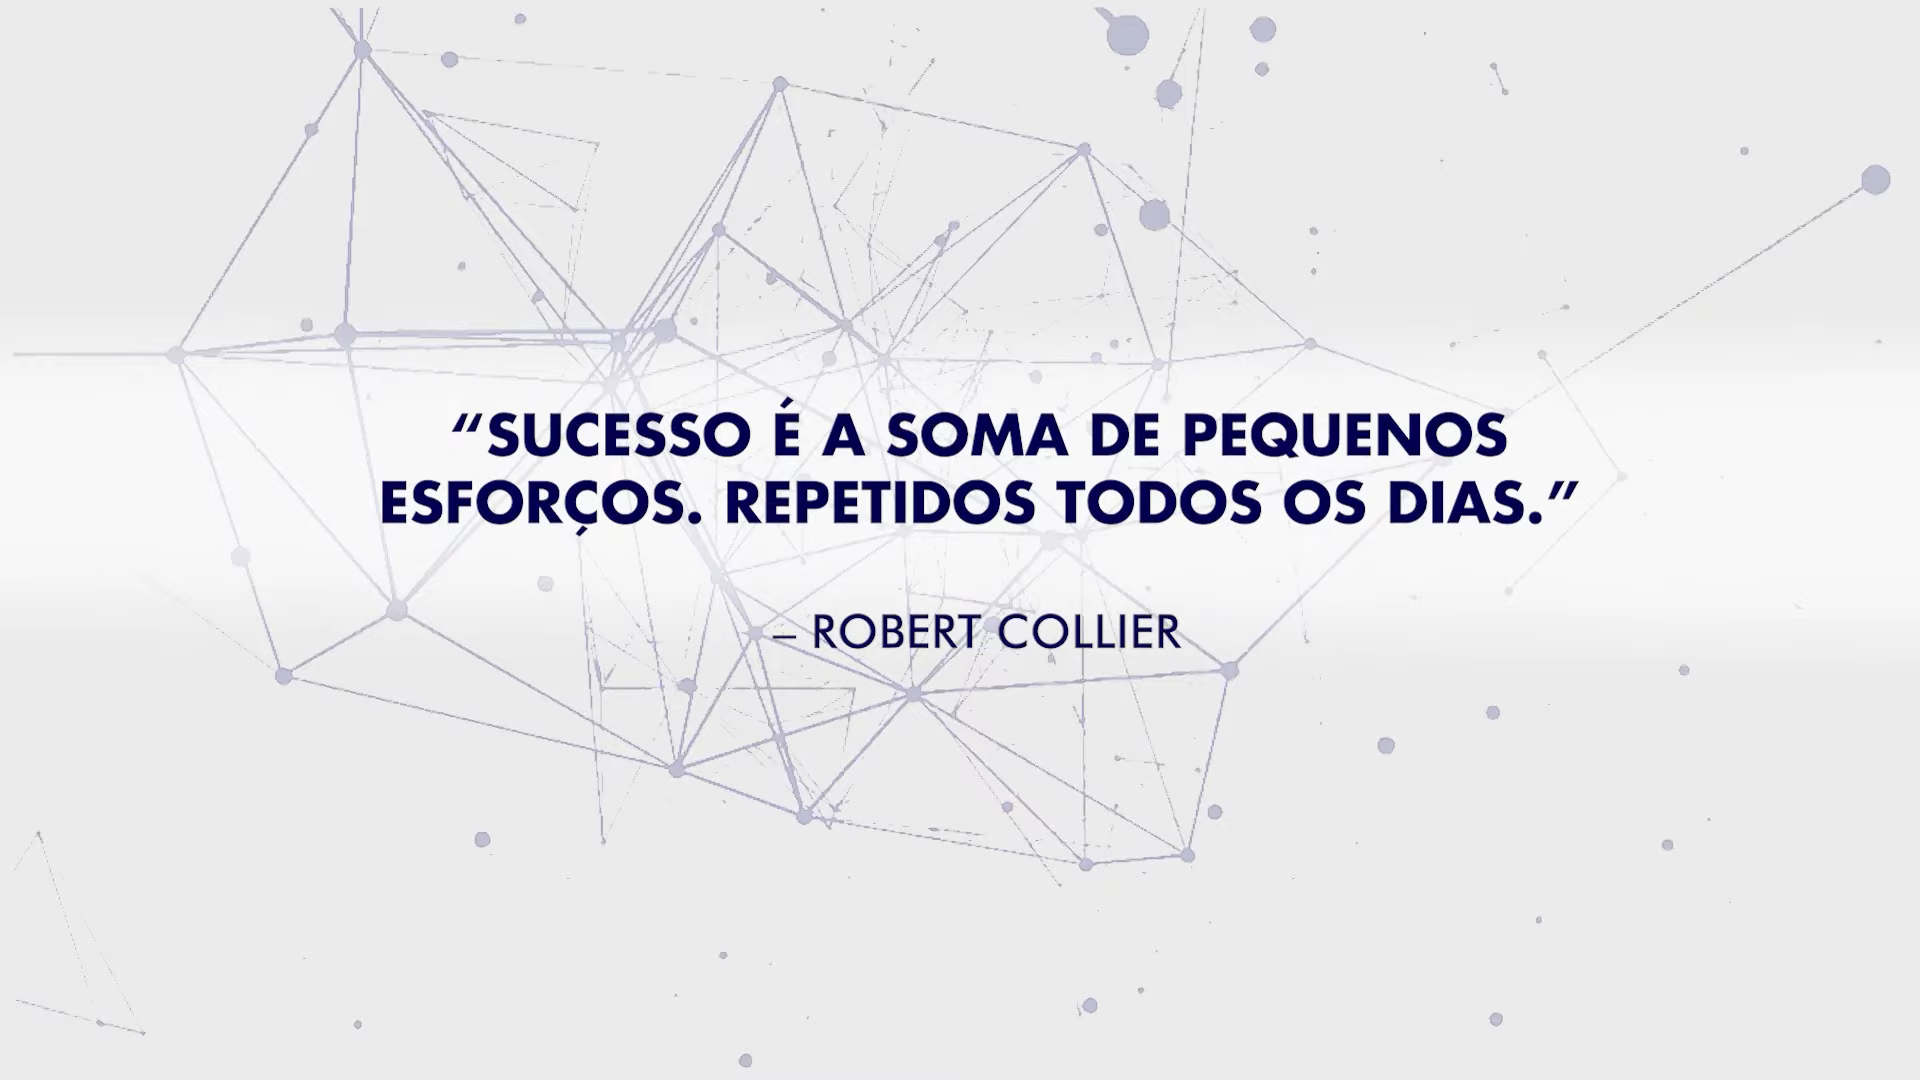 “SUCESSO É A SOMA DE PEQUENOS
ESFORÇOS. REPETIDOS TODOS OS DIAS.”
– ROBERT COLLIER